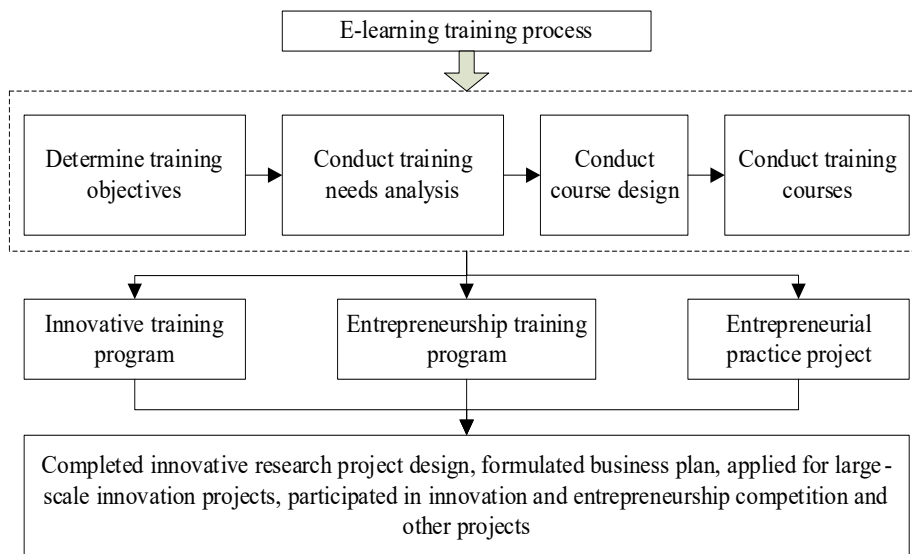 E-learning training process
Determine training
objectives
Conduct training
needs analysis
Conduct
course design
Conduct training
courses
Innovative training
program
Entrepreneurship training
program
Entrepreneurial
practice project
Completed innovative research project design, formulated business plan, applied for large-
scale innovation projects, participated in innovation and entrepreneurship competition and
other projects